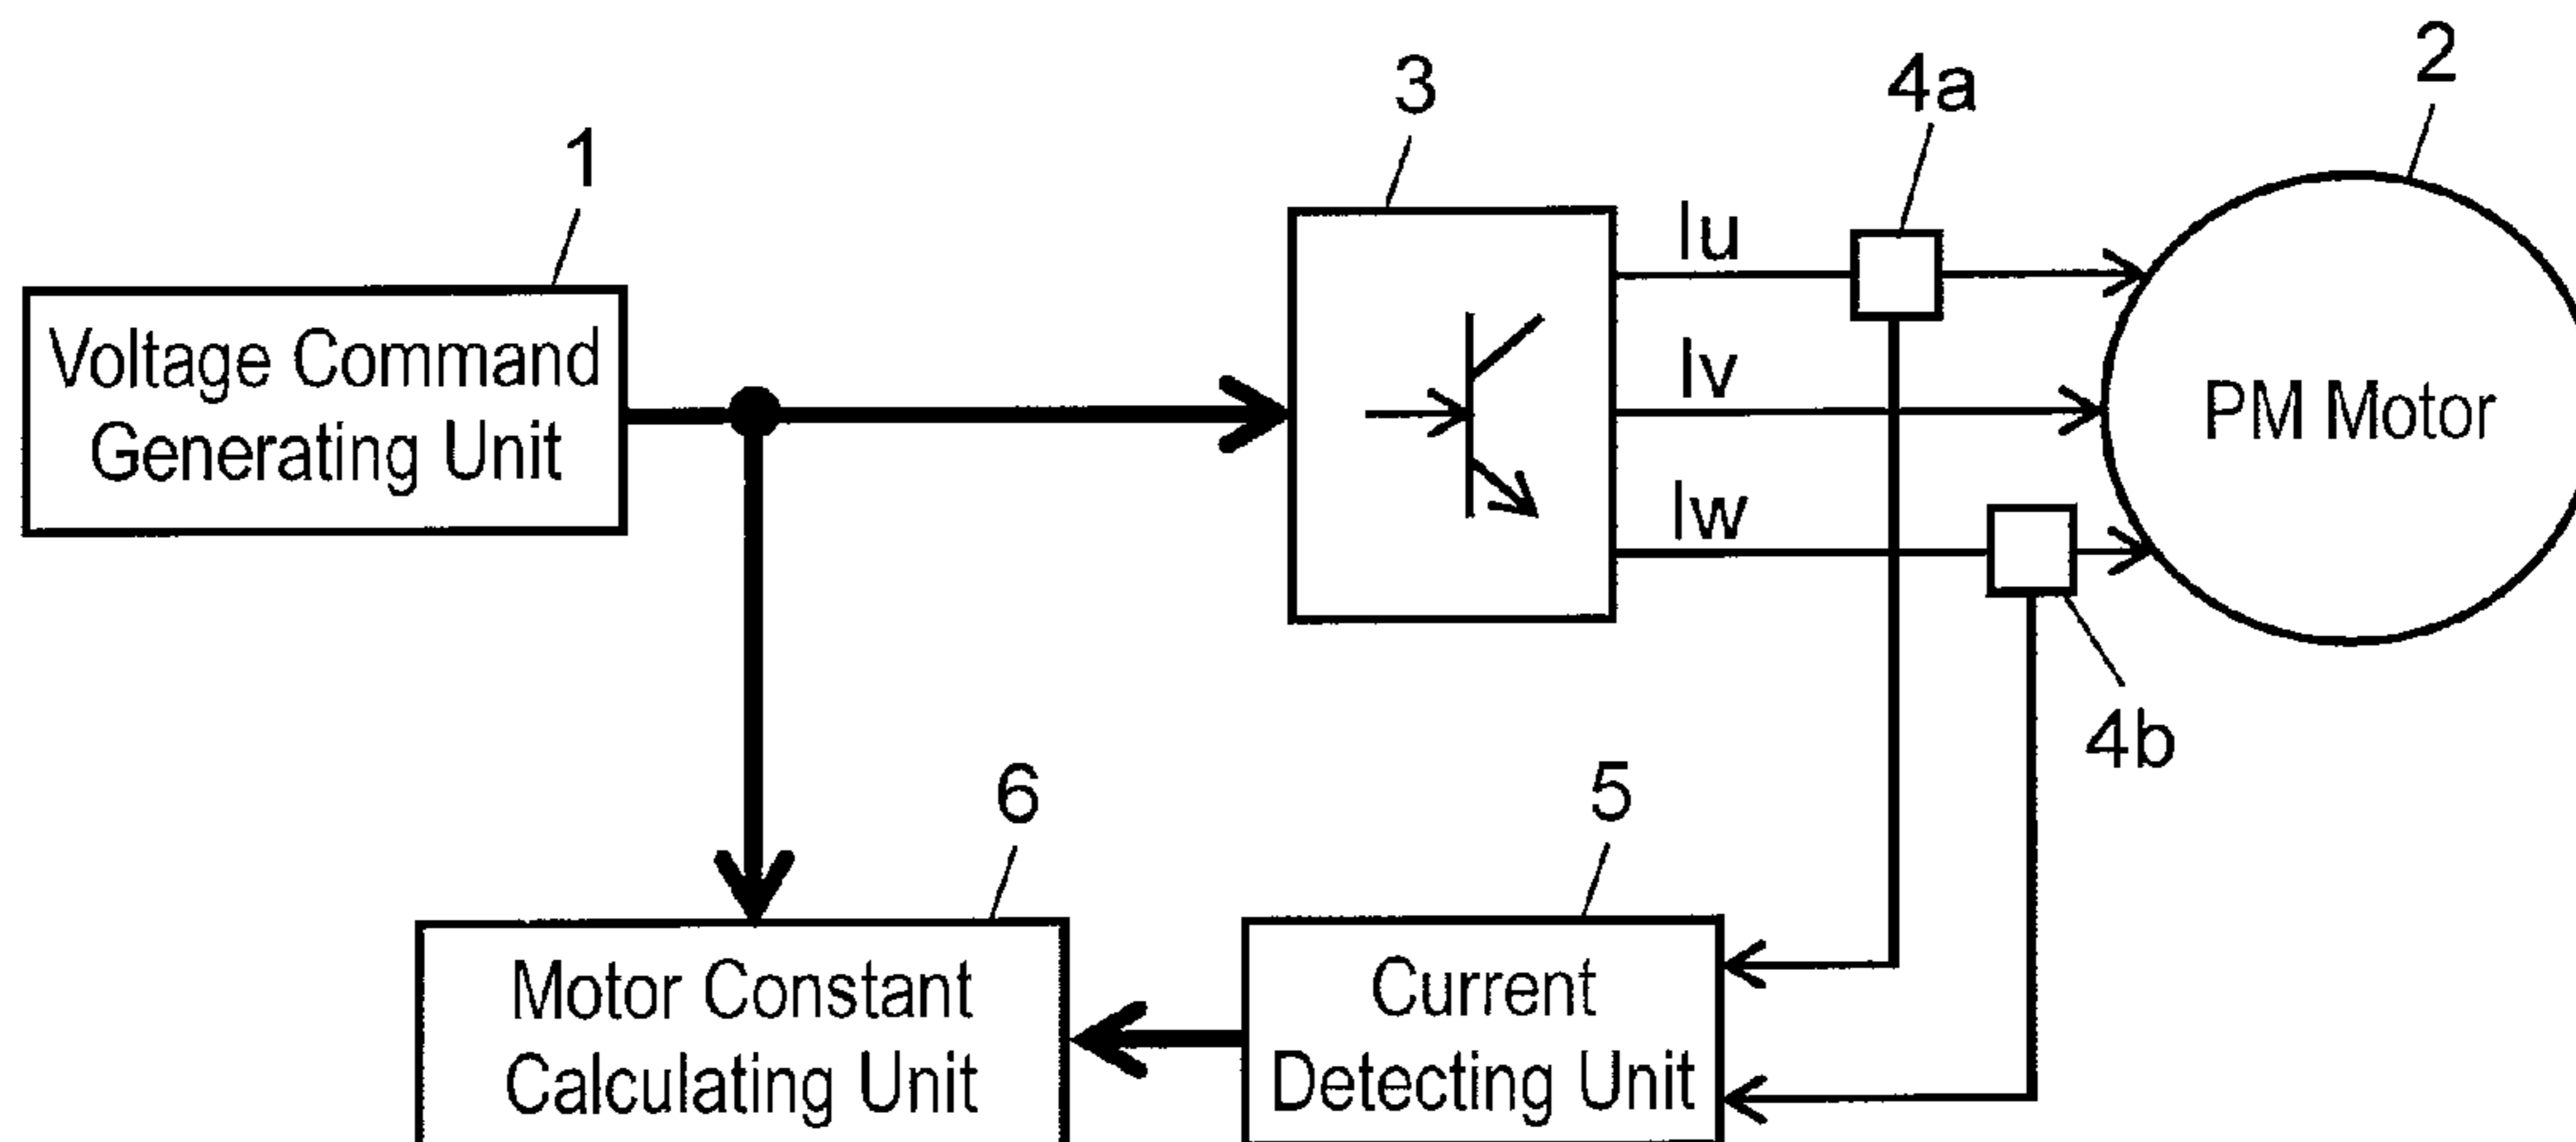 2
3
4a
1
Iu
Voltage Command
Generating Unit
Iv
PM Motor
Iw
4b
6
5
Motor Constant
Calculating Unit
Current
Detecting Unit